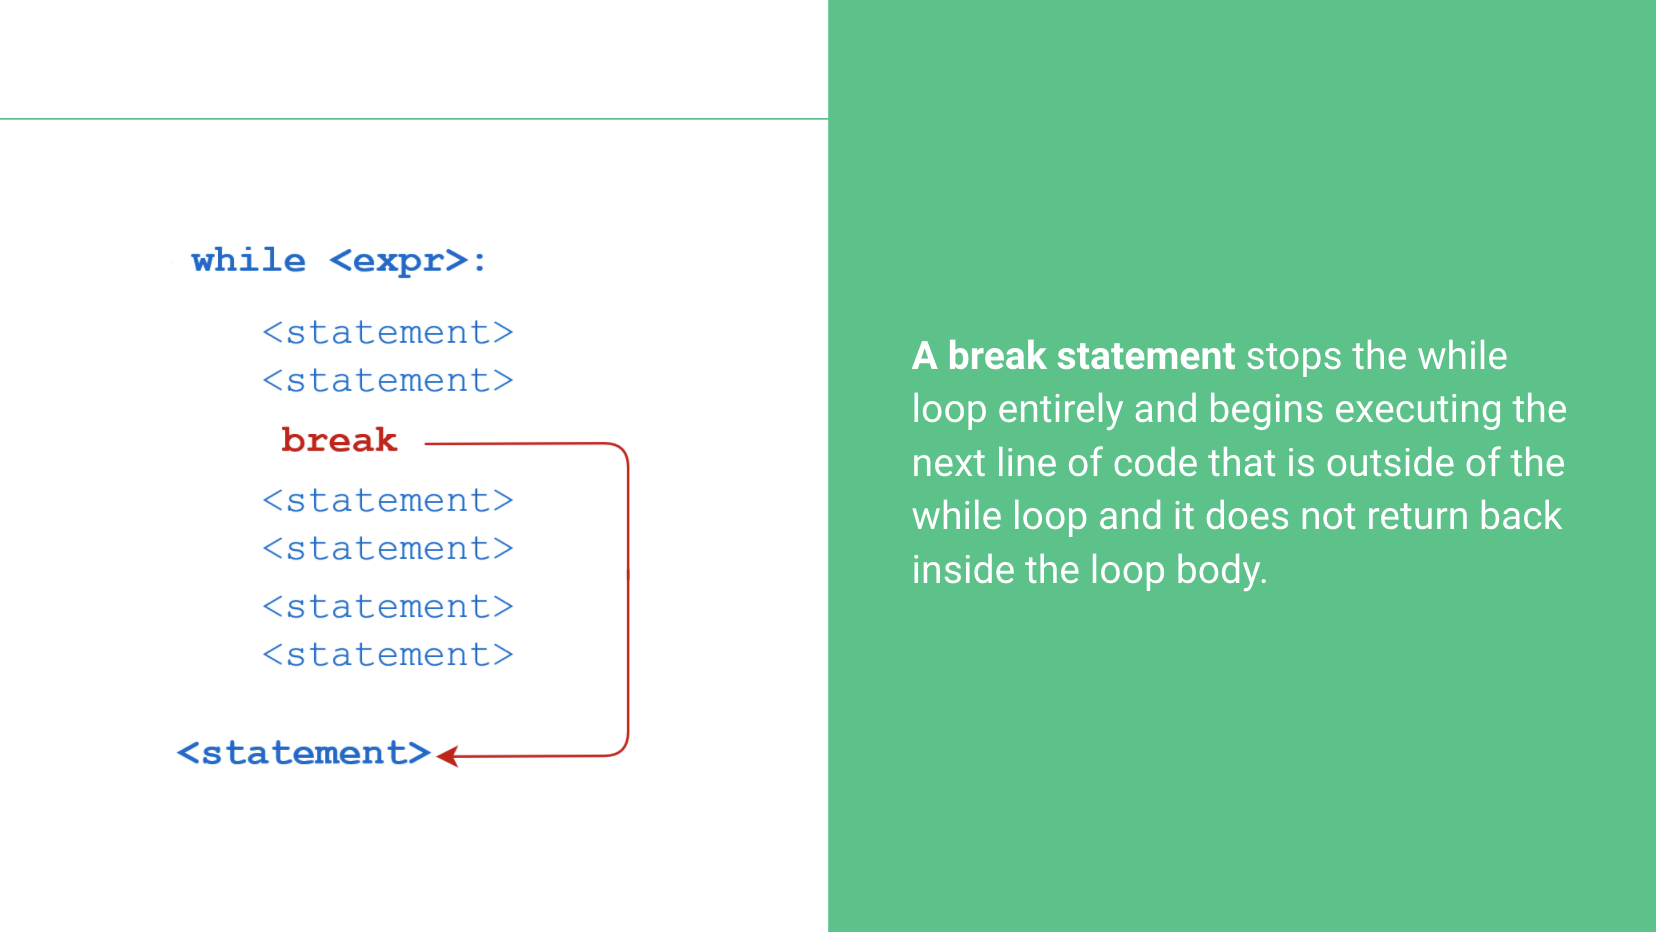 while <expr>:
<statement>
<statement>
break
<statement>
<statement>
<statement>
<statement>
<statement>
A break statement stops the while
loop entirely and begins executing the
next line of code that is outside of the
while loop and it does not return back
inside the loop body.